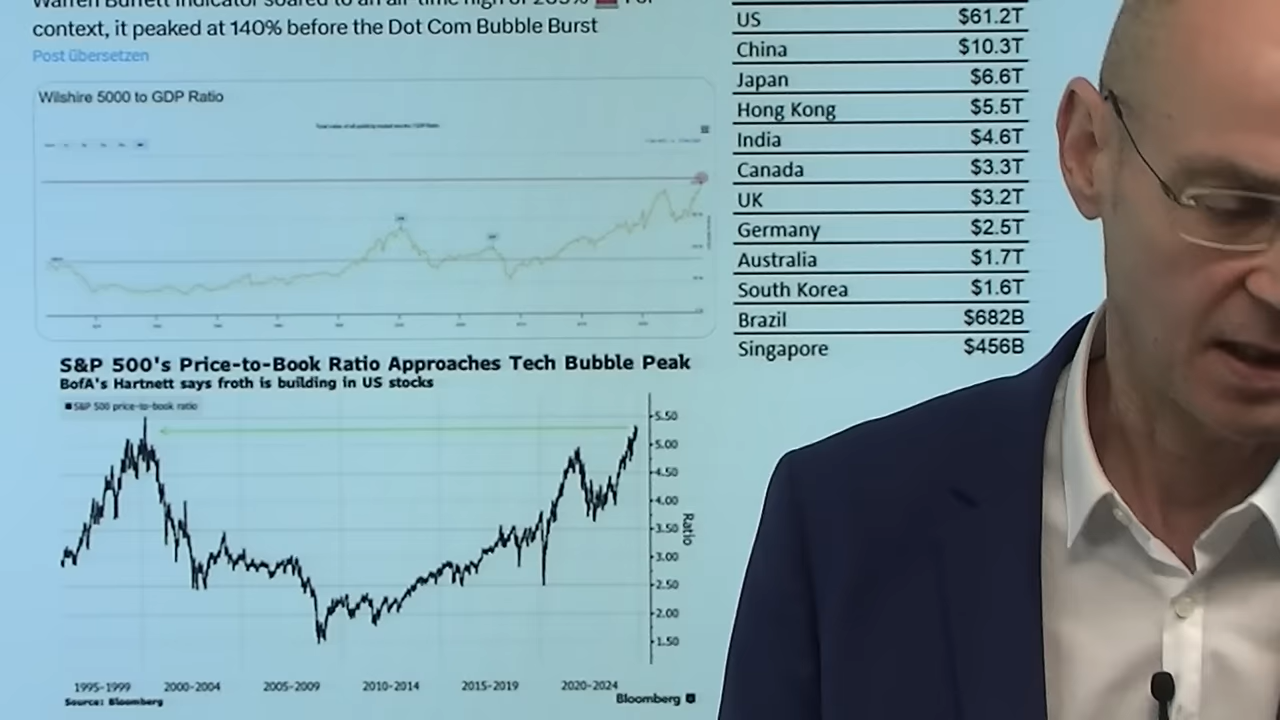 context, it peaked at 140% before the Dot Com Bubble Burst
Post übersetzen
Wilshire 5000 to GDP Ratio
S&P 500's Price-to-Book Ratio Approaches Tech Bubble Peak
BofA's Hartnett says froth is building in US stocks
S&P 500 price-to-book ratio
5.50
5.00
4.50
4.00
3.50
3.00
2.50
2.00
1.50
Ratio
1995-1999 2000-2004 2005-2009 2010-2014 2015-2019 2020-2024
Source: Bloomberg
Bloomberg
US $61.2T
China $10.3T
Japan $6.6T
Hong Kong $5.5T
India $4.6T
Canada $3.3T
UK $3.2T
Germany $2.5T
Australia $1.7T
South Korea $1.6T
Brazil $682B
Singapore $456B